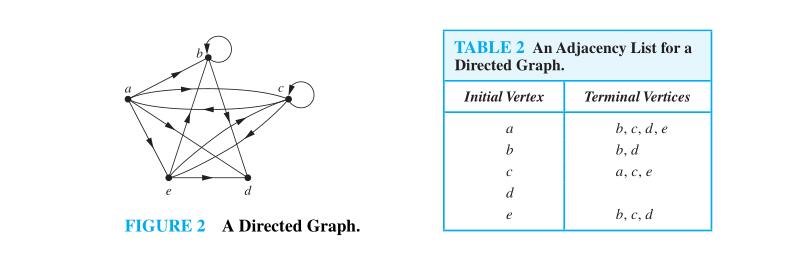 b
a
c
e
d
FIGURE 2 A Directed Graph.
TABLE 2 An Adjacency List for a
Directed Graph.
Initial Vertex Terminal Vertices
a b, c, d, e
b b, d
c a, c, e
d
e b, c, d